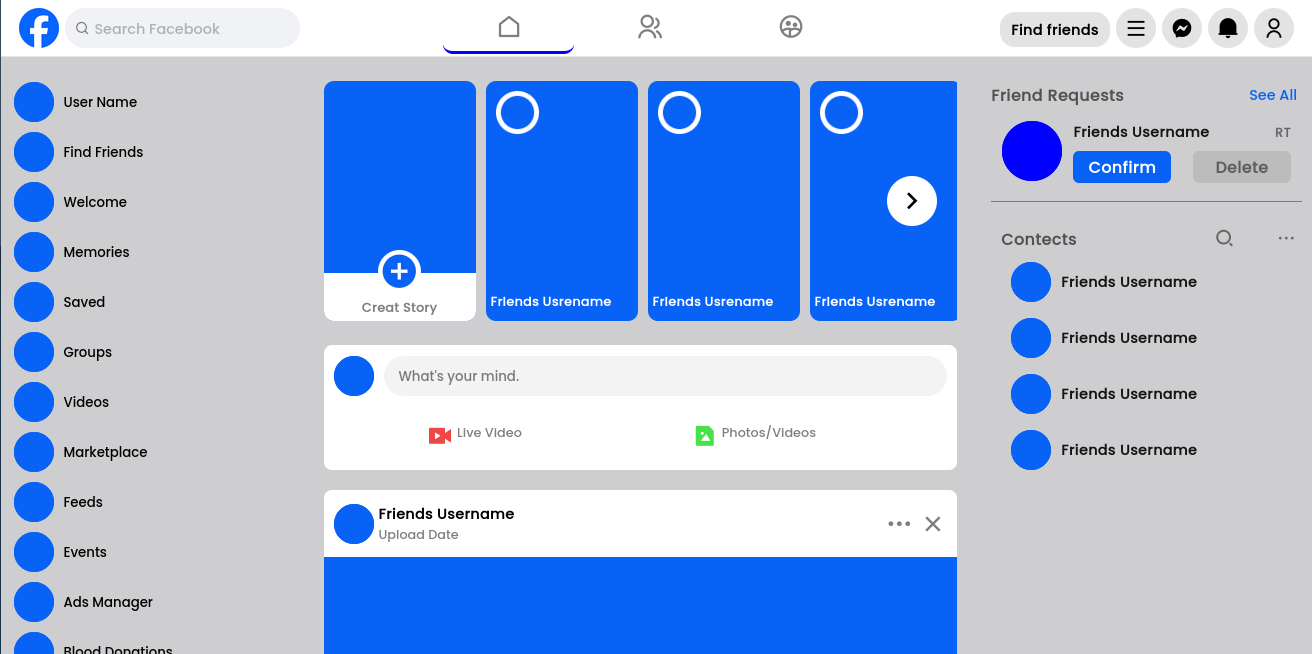 Search Facebook
Find friends
User Name
Find Friends
Welcome
Memories
Saved
Groups
Videos
Marketplace
Feeds
Events
Ads Manager
Blood Donations
Creat Story
Friends Usrename
Friends Usrename
Friends Usrename
What's your mind.
Live Video
Photos/Videos
Friends Username
Upload Date
Friend Requests
See All
Friends Username
RT
Confirm
Delete
Contects
Friends Username
Friends Username
Friends Username
Friends Username